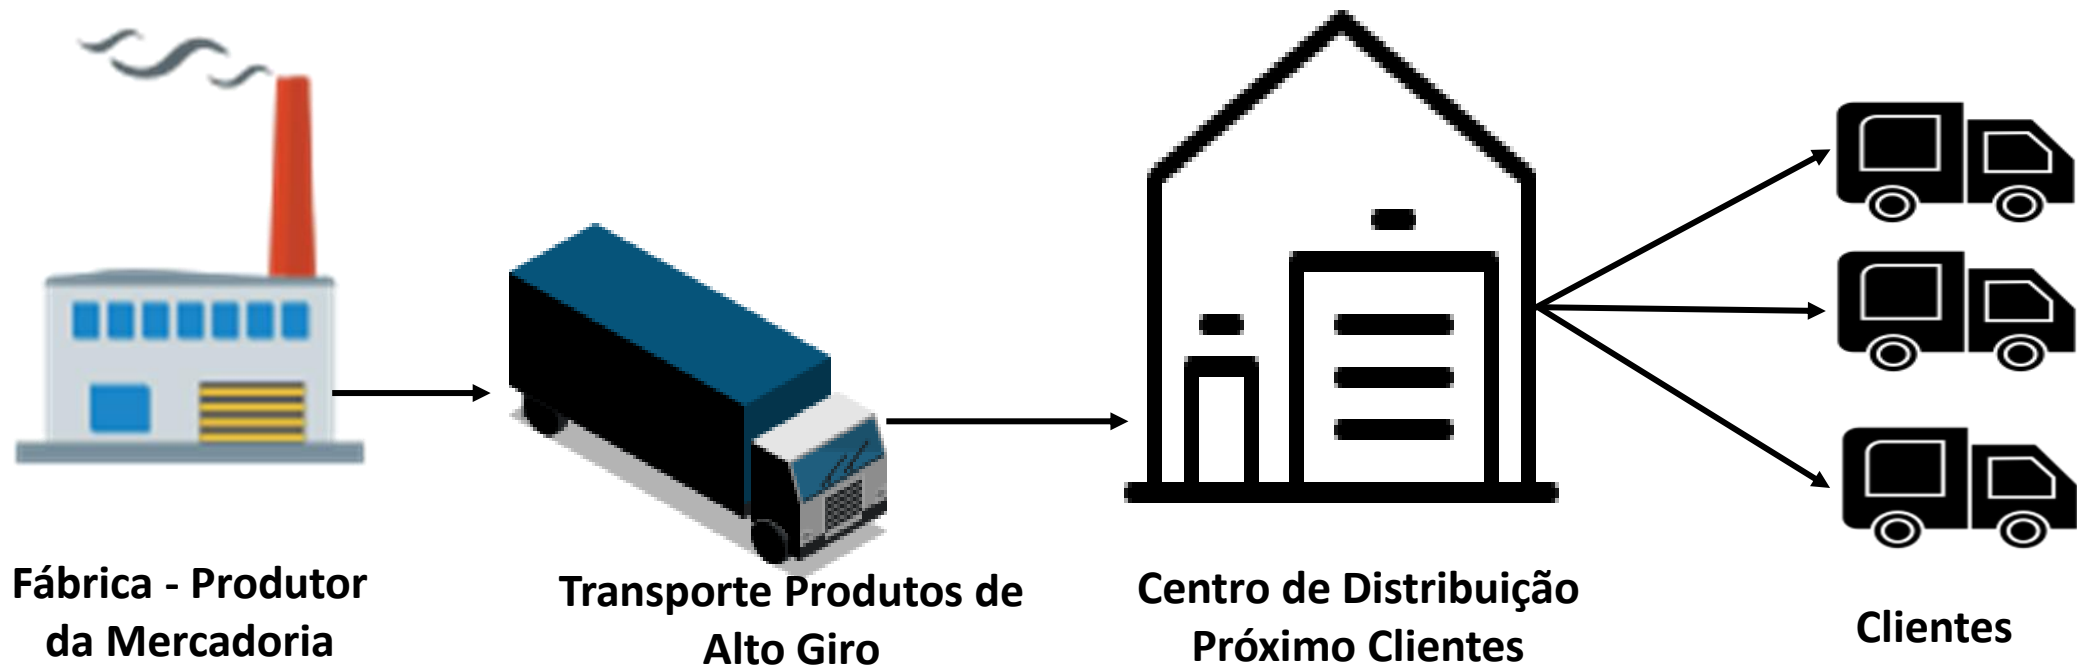 Fábrica - Produtor
da Mercadoria
Transporte Produtos de
Alto Giro
Centro de Distribuição
Próximo Clientes
Clientes